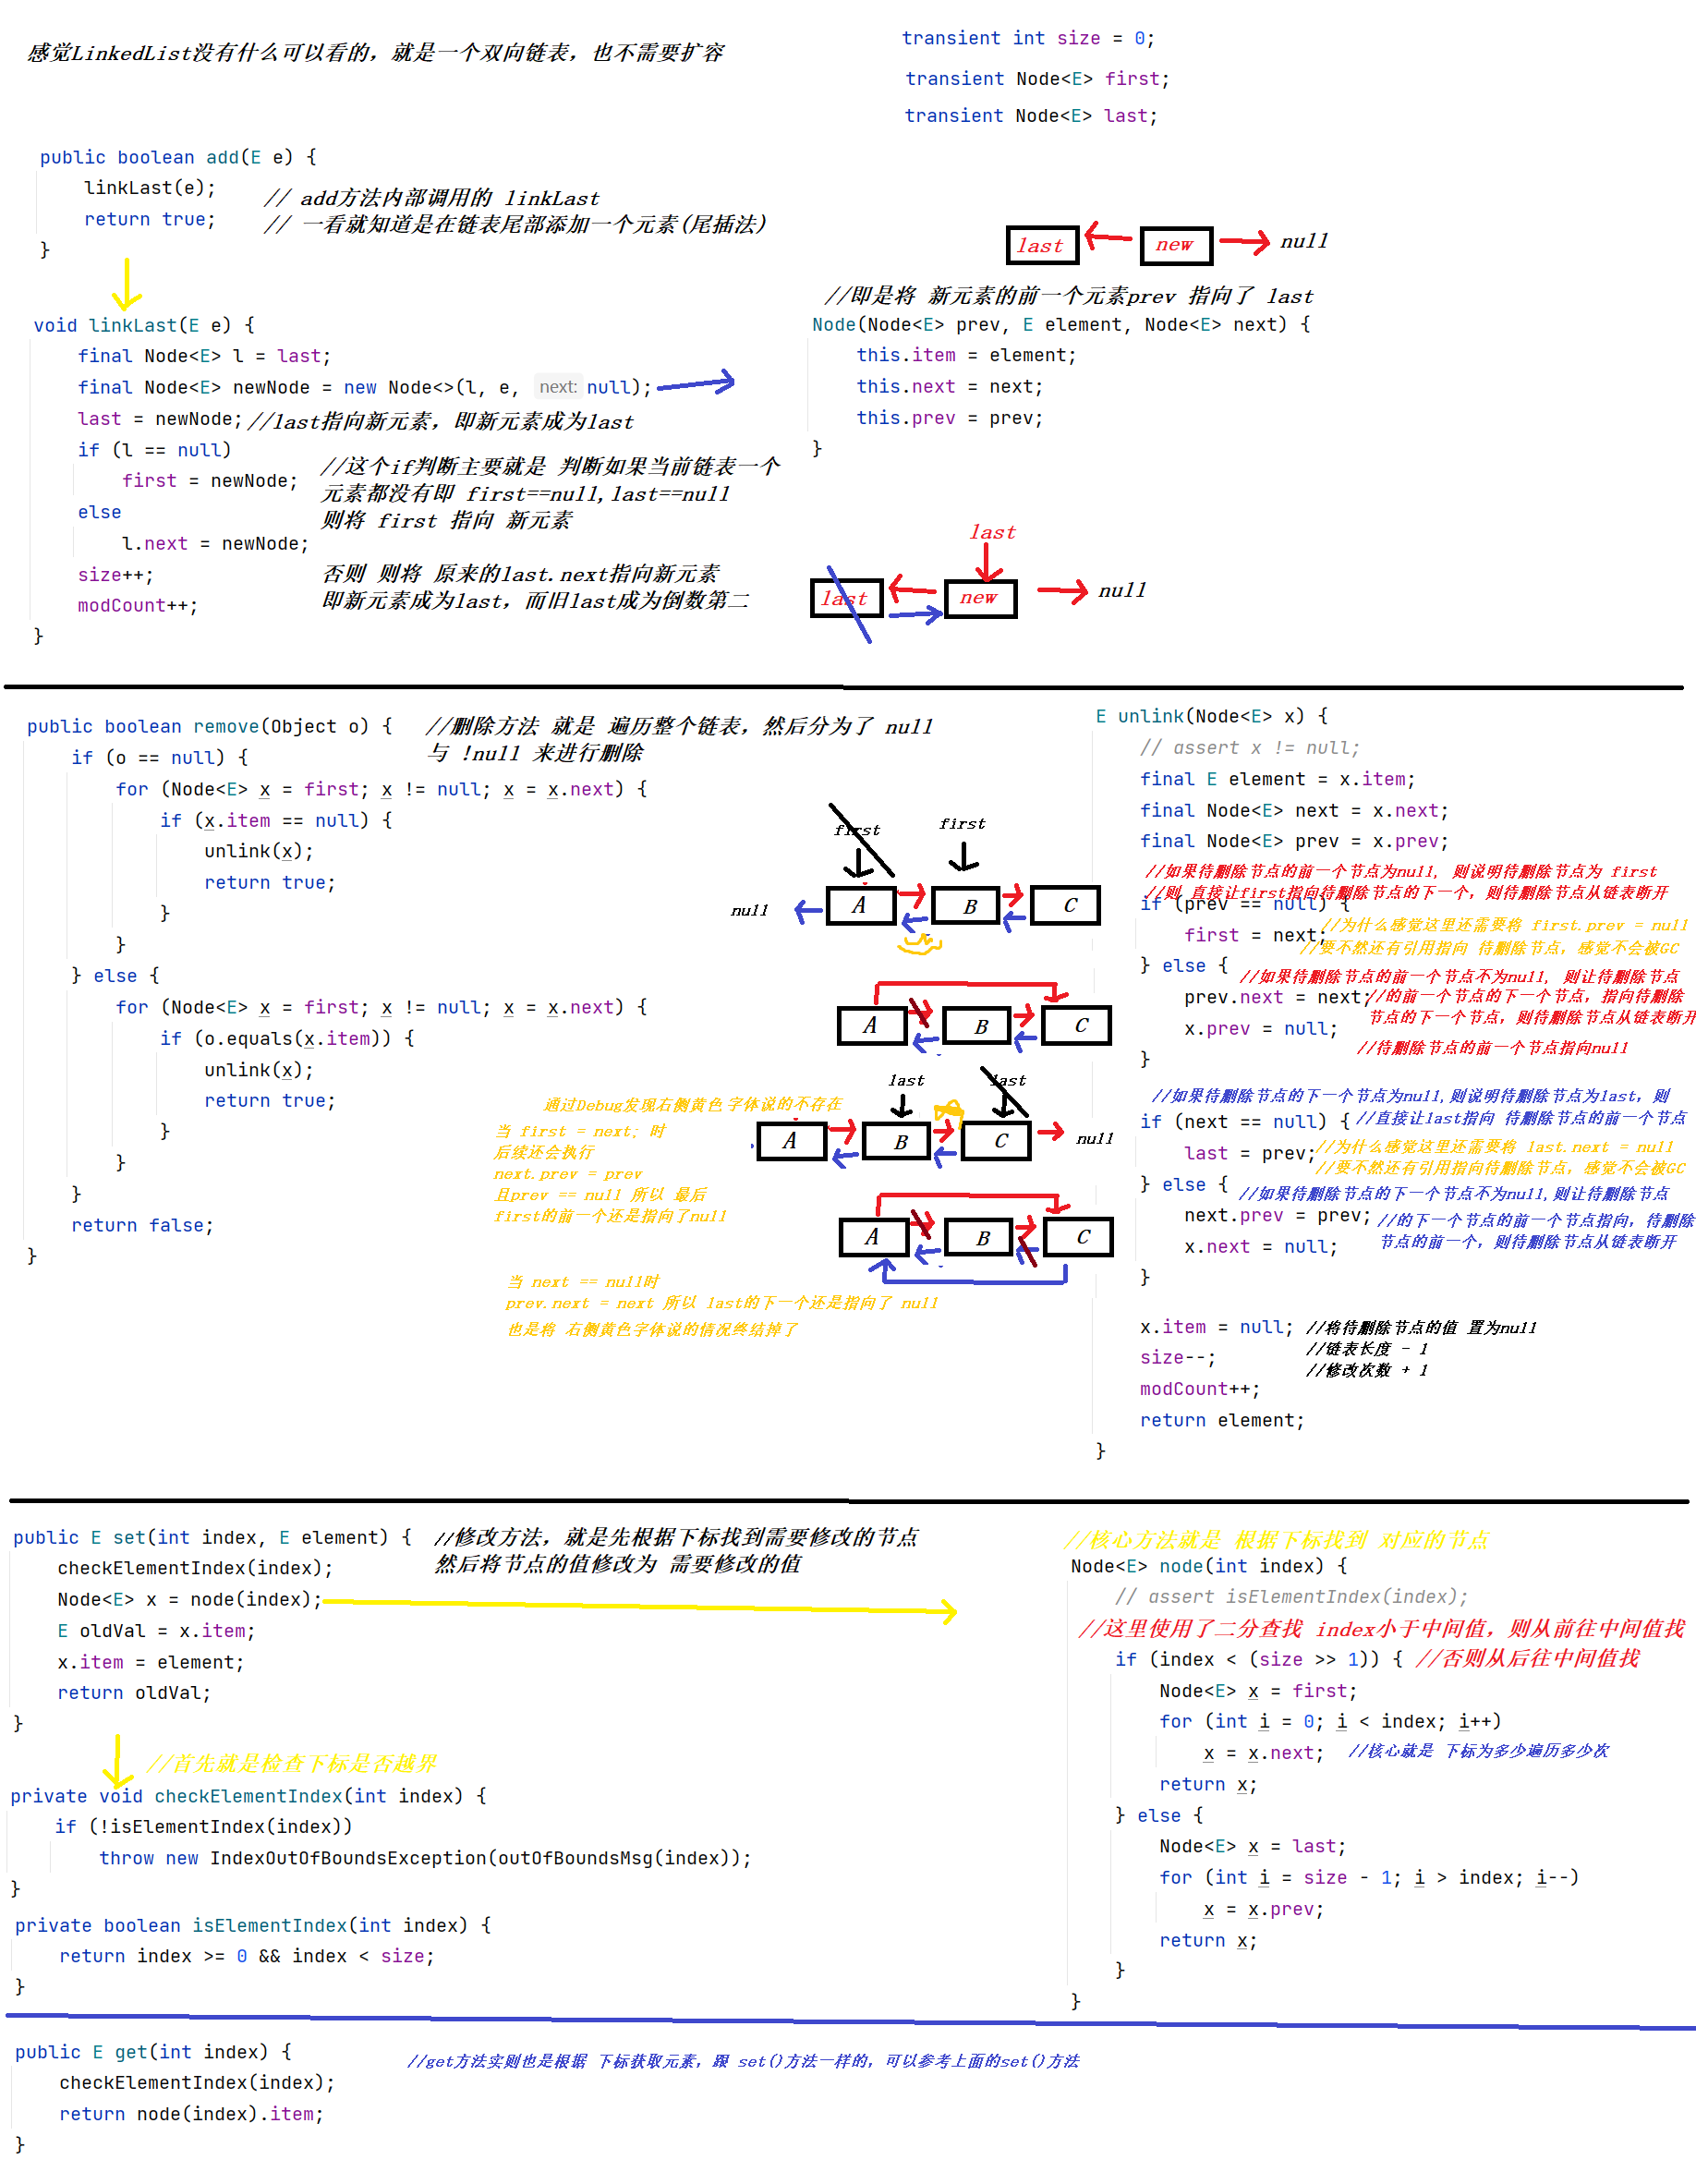 感觉LinkedList没有什么可以看的，就是一个双向链表，也不需要扩容
transient int size = 0;
transient Node<E> first;
transient Node<E> last;
public boolean add(E e) {
linkLast(e);
return true;
}
// add方法内部调用的 linkLast
// 一看就知道是在链表尾部添加一个元素(尾插法)
last
new
null
void linkLast(E e) {
final Node<E> l = last;
final Node<E> newNode = new Node<>(l, e, next: null);
last = newNode; //last指向新元素，即新元素成为last
if (l == null)
first = newNode;
else
l.next = newNode;
size++;
modCount++;
}
//这个if判断主要就是 判断如果当前链表一个
元素都没有即 first==null,last==null
则将 first 指向 新元素
否则 则将 原来的last.next指向新元素
即新元素成为last，而旧last成为倒数第二
//即是将 新元素的前一个元素prev 指向了 last
Node(Node<E> prev, E element, Node<E> next) {
this.item = element;
this.next = next;
this.prev = prev;
}
last
last
new
null
public boolean remove(Object o) {
if (o == null) {
for (Node<E> x = first; x != null; x = x.next) {
if (x.item == null) {
unlink(x);
return true;
}
}
} else {
for (Node<E> x = first; x != null; x = x.next) {
if (o.equals(x.item)) {
unlink(x);
return true;
}
}
}
return false;
}
//删除方法 就是 遍历整个链表，然后分为了 null
与 !null 来进行删除
first
first
null
A
B
C
A
B
C
last
last
A
B
C
null
A
B
C
通过Debug发现右侧黄色字体说的不存在
当 first = next; 时
后续还会执行
next.prev = prev
且prev == null 所以 最后
first的前一个还是指向了null
当 next == null时
prev.next = next 所以 last的下一个还是指向了 null
也是将 右侧黄色字体说的情况终结掉了
E unlink(Node<E> x) {
// assert x != null;
final E element = x.item;
final Node<E> next = x.next;
final Node<E> prev = x.prev;
//如果待删除节点的前一个节点为null, 则说明待删除节点为 first
//则 直接让first指向待删除节点的下一个，则待删除节点从链表断开
if (prev == null) {
//为什么感觉这里还需要将 first.prev = null
first = next;
//要不然还有引用指向 待删除节点，感觉不会被GC
} else {
//如果待删除节点的前一个节点不为null, 则让待删除节点
prev.next = next;
//的前一个节点的下一个节点，指向待删除
节点的下一个节点，则待删除节点从链表断开
x.prev = null;
//待删除节点的前一个节点指向null
}
//如果待删除节点的下一个节点为null,则说明待删除节点为last，则
if (next == null) {
//直接让last指向 待删除节点的前一个节点
last = prev;
//为什么感觉这里还需要将 last.next = null
//要不然还有引用指向待删除节点，感觉不会被GC
} else {
//如果待删除节点的下一个节点不为null,则让待删除节点
next.prev = prev;
//的下一个节点的前一个节点指向，待删除
节点的前一个，则待删除节点从链表断开
x.next = null;
}
x.item = null; //将待删除节点的值 置为null
size--;
//链表长度 - 1
//修改次数 + 1
modCount++;
return element;
}
public E set(int index, E element) {
checkElementIndex(index);
Node<E> x = node(index);
E oldVal = x.item;
x.item = element;
return oldVal;
}
//修改方法，就是先根据下标找到需要修改的节点
然后将节点的值修改为 需要修改的值
//首先就是检查下标是否越界
private void checkElementIndex(int index) {
if (!isElementIndex(index))
throw new IndexOutOfBoundsException(outOfBoundsMsg(index));
}
private boolean isElementIndex(int index) {
return index >= 0 && index < size;
}
//核心方法就是 根据下标找到 对应的节点
Node<E> node(int index) {
// assert isElementIndex(index);
//这里使用了二分查找 index小于中间值，则从前往中间值找
if (index < (size >> 1)) { //否则从后往中间值找
Node<E> x = first;
for (int i = 0; i < index; i++)
x = x.next; //核心就是 下标为多少遍历多少次
return x;
} else {
Node<E> x = last;
for (int i = size - 1; i > index; i--)
x = x.prev;
return x;
}
}
public E get(int index) {
checkElementIndex(index);
return node(index).item;
}
//get方法实则也是根据 下标获取元素，跟 set()方法一样的，可以参考上面的set()方法